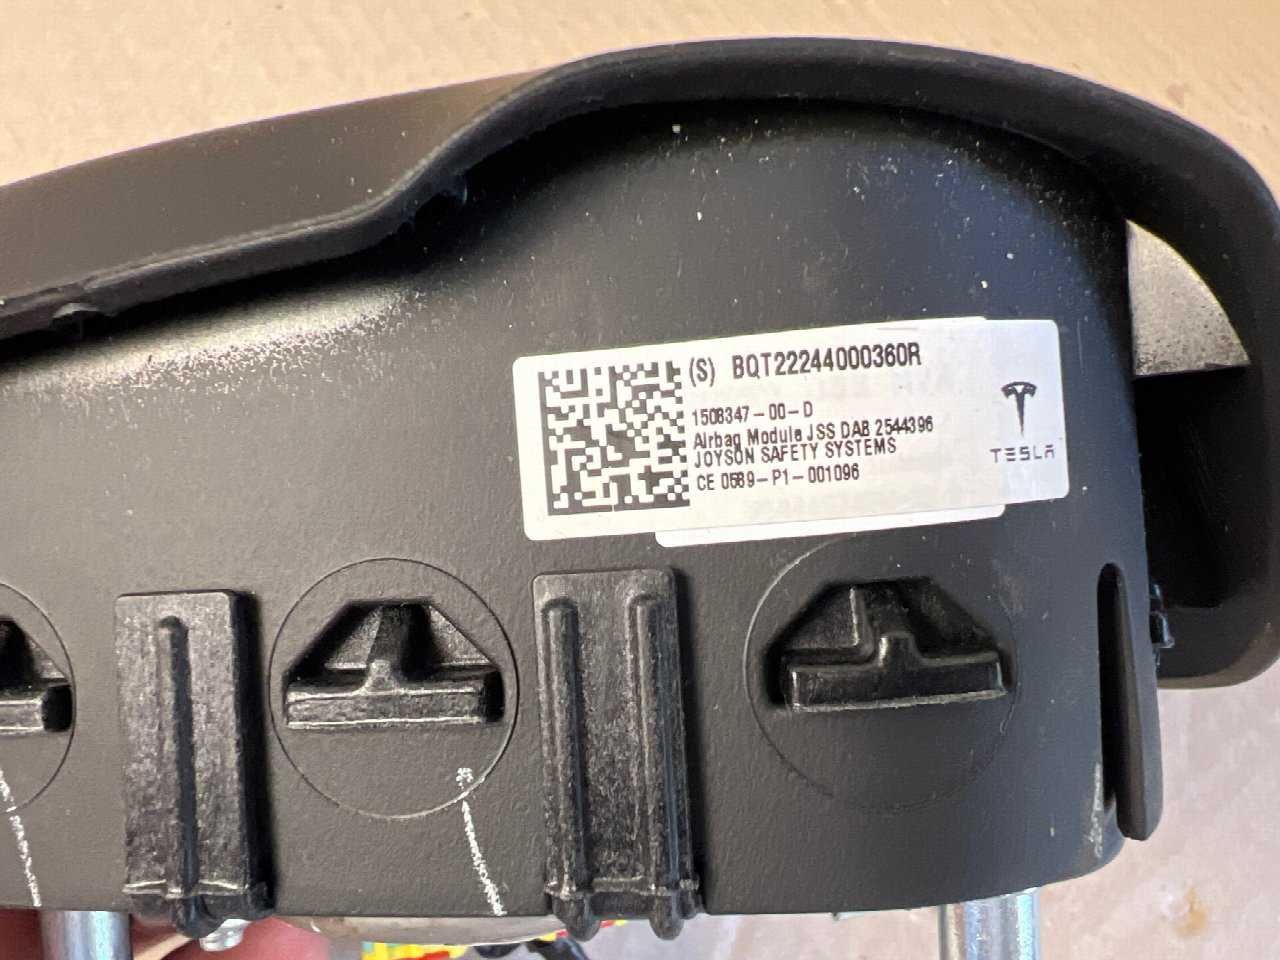 (S) BQT22244000360R
1508347-00-D
Airbag Module JSS DAB 2544396
JOYSON SAFETY SYSTEMS
CE 0589-P1-001096
TESLA